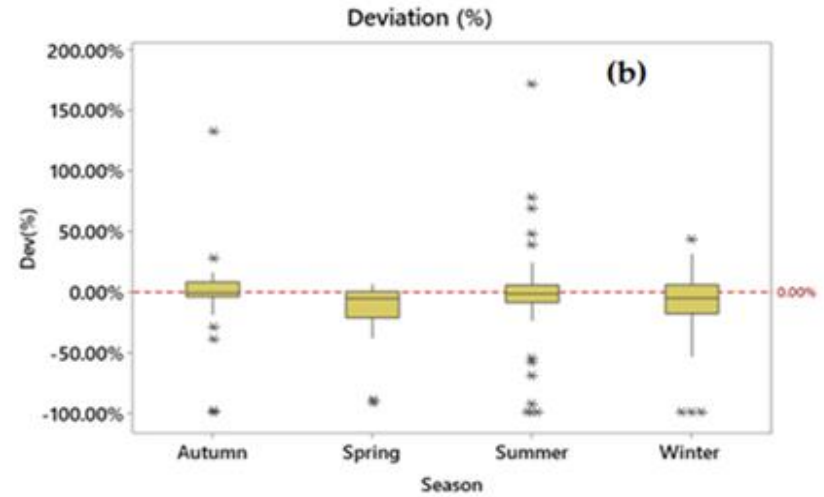 Deviation (%)
200.00%
(b)
150.00%
100.00%
Dev(%)
50.00%
0.00%
0.00%
-50.00%
-100.00%
Autumn Spring Summer Winter
Season